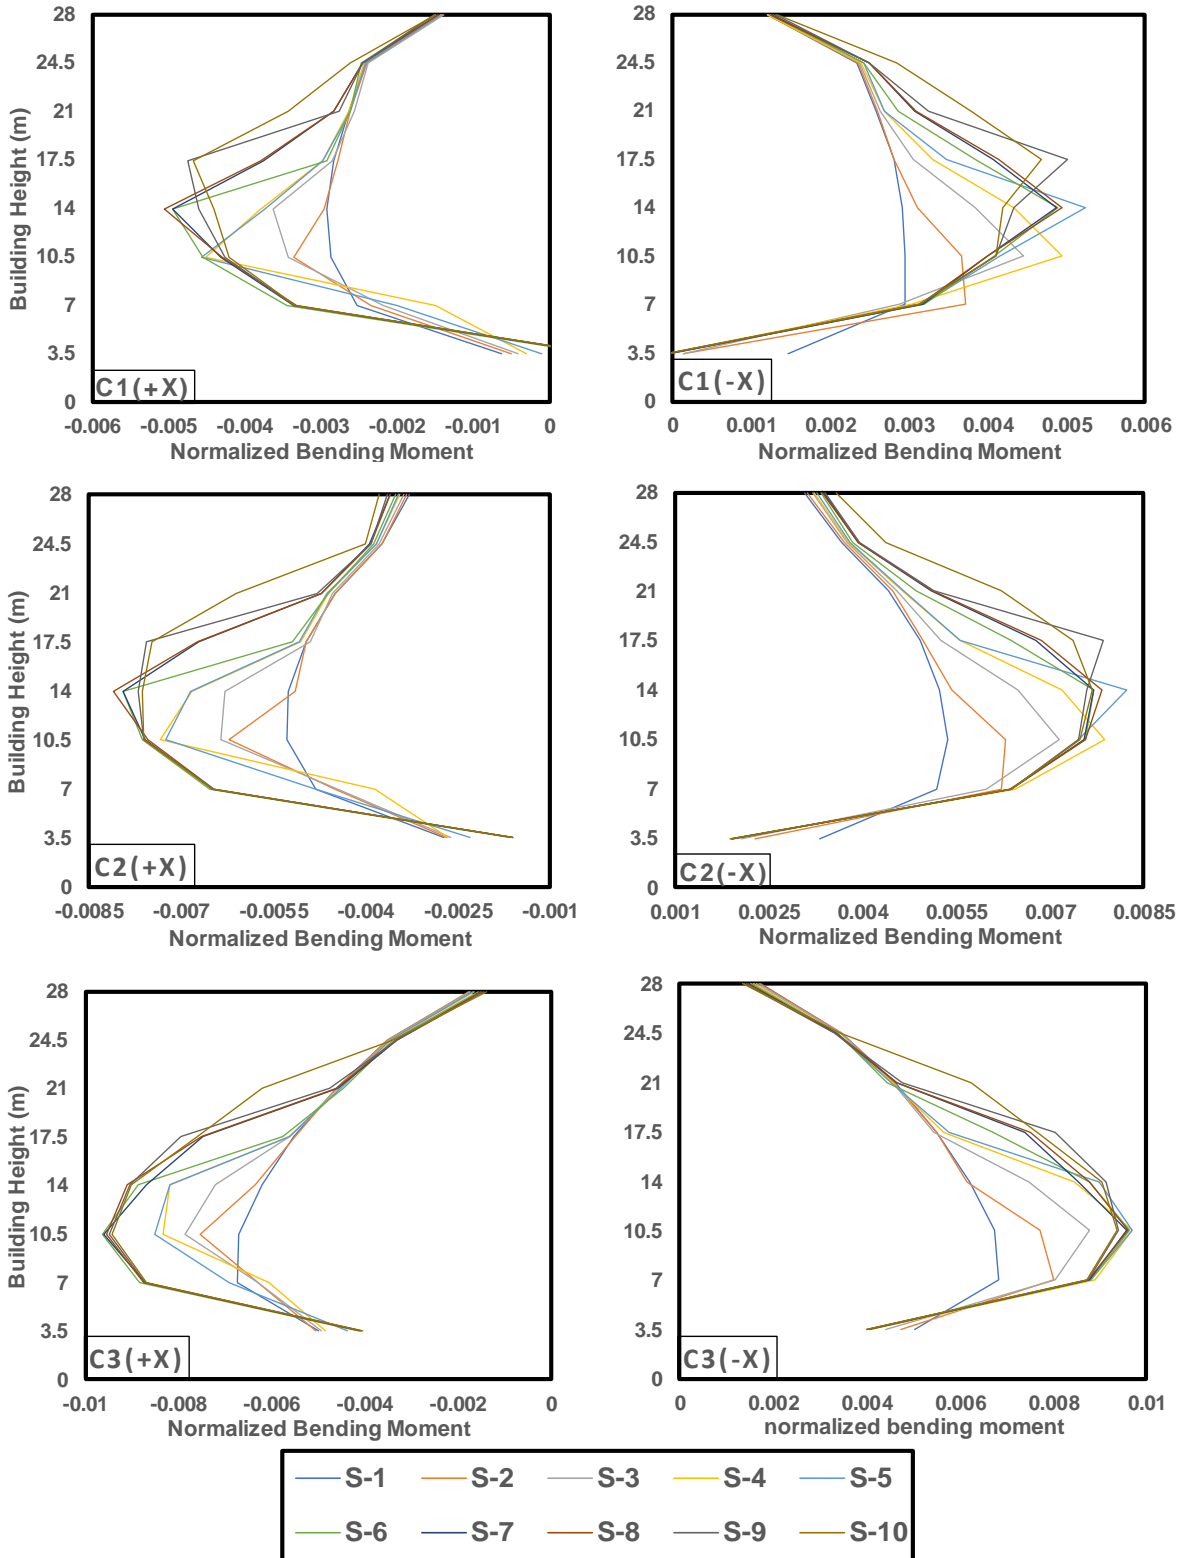 28
24.5
21
17.5
14
10.5
7
3.5
0
Building Height (m)
C1(+X)
-0.006 -0.005 -0.004 -0.003 -0.002 -0.001 0
Normalized Bending Moment
28
24.5
21
17.5
14
10.5
7
3.5
0
C1(-X)
0 0.001 0.002 0.003 0.004 0.005 0.006
Normalized Bending Moment
28
24.5
21
17.5
14
10.5
7
3.5
0
Building Height (m)
C2(+X)
-0.0085 -0.007 -0.0055 -0.004 -0.0025 -0.001
Normalized Bending Moment
28
24.5
21
17.5
14
10.5
7
3.5
0
C2(-X)
0.001 0.0025 0.004 0.0055 0.007 0.0085
Normalized Bending Moment
28
24.5
21
17.5
14
10.5
7
3.5
0
Building Height (m)
C3(+X)
-0.01 -0.008 -0.006 -0.004 -0.002 0
Normalized Bending Moment
28
24.5
21
17.5
14
10.5
7
3.5
0
C3(-X)
0 0.002 0.004 0.006 0.008 0.01
normalized bending moment
S-1 S-2 S-3 S-4 S-5
S-6 S-7 S-8 S-9 S-10